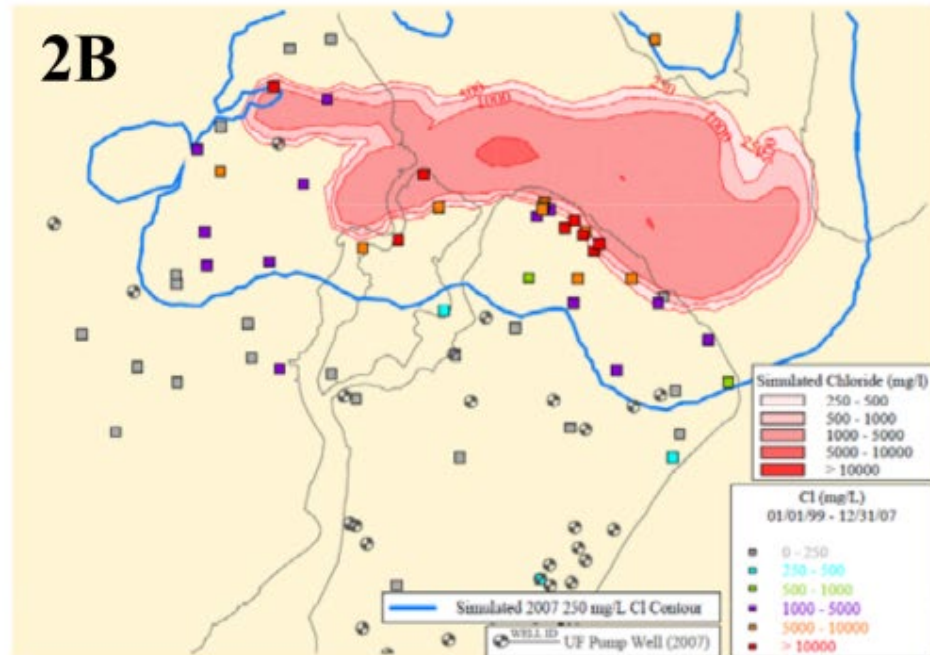 2B
500
1000
250
1000
Simulated Chloride (mg/l)
250 - 500
500 - 1000
1000 - 5000
5000 - 10000
> 10000
Cl (mg/L)
01/01/99 - 12/31/07
0 - 250
250 - 500
500 - 1000
1000 - 5000
5000 - 10000
> 10000
Simulated 2007 250 mg/L Cl Contour
WELL ID
UF Pump Well (2007)